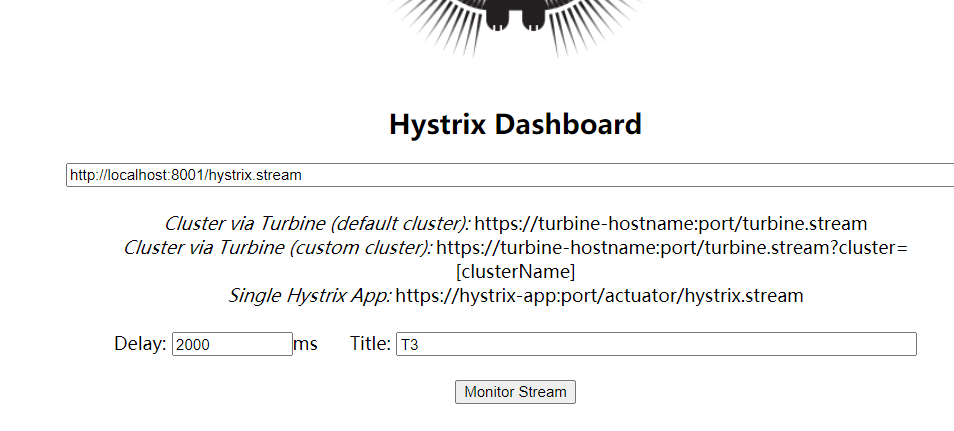 Hystrix Dashboard
http://localhost:8001/hystrix.stream
Cluster via Turbine (default cluster): https://turbine-hostname:port/turbine.stream
Cluster via Turbine (custom cluster): https://turbine-hostname:port/turbine.stream?cluster=
[clusterName]
Single Hystrix App: https://hystrix-app:port/actuator/hystrix.stream
Delay: 2000 ms Title: T3
Monitor Stream